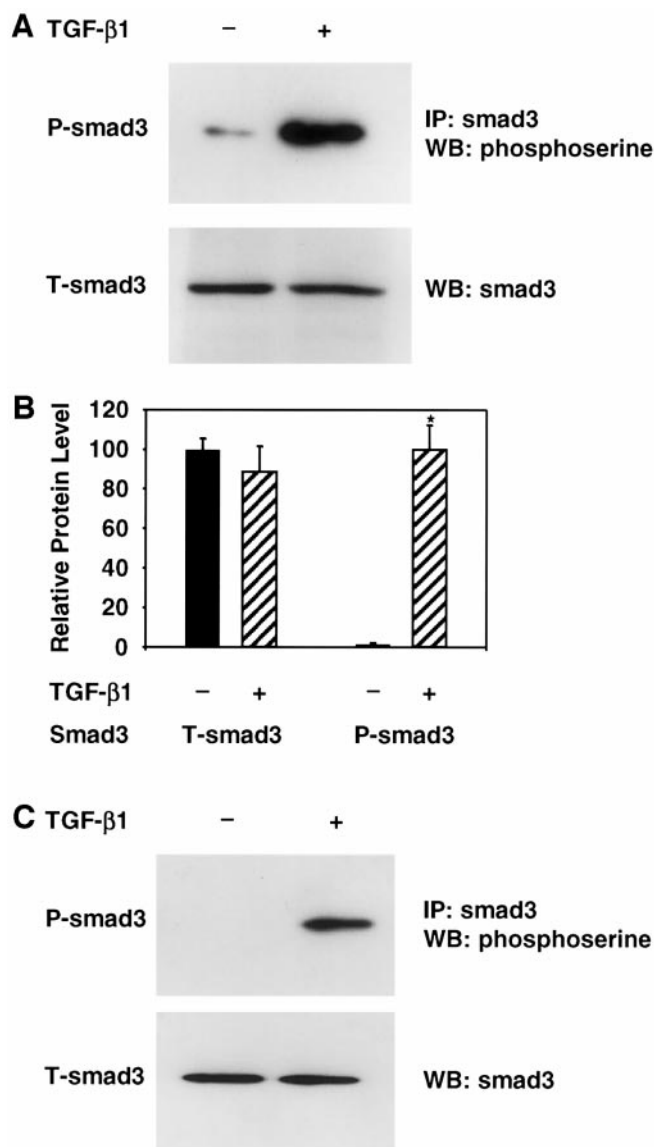 A TGF-β1 – +
P-smad3
IP: smad3
WB: phosphoserine
T-smad3
WB: smad3
B
Relative Protein Level
120
100
80
60
40
20
0
*
TGF-β1 – + – +
Smad3 T-smad3 P-smad3
C TGF-β1 – +
P-smad3
IP: smad3
WB: phosphoserine
T-smad3
WB: smad3